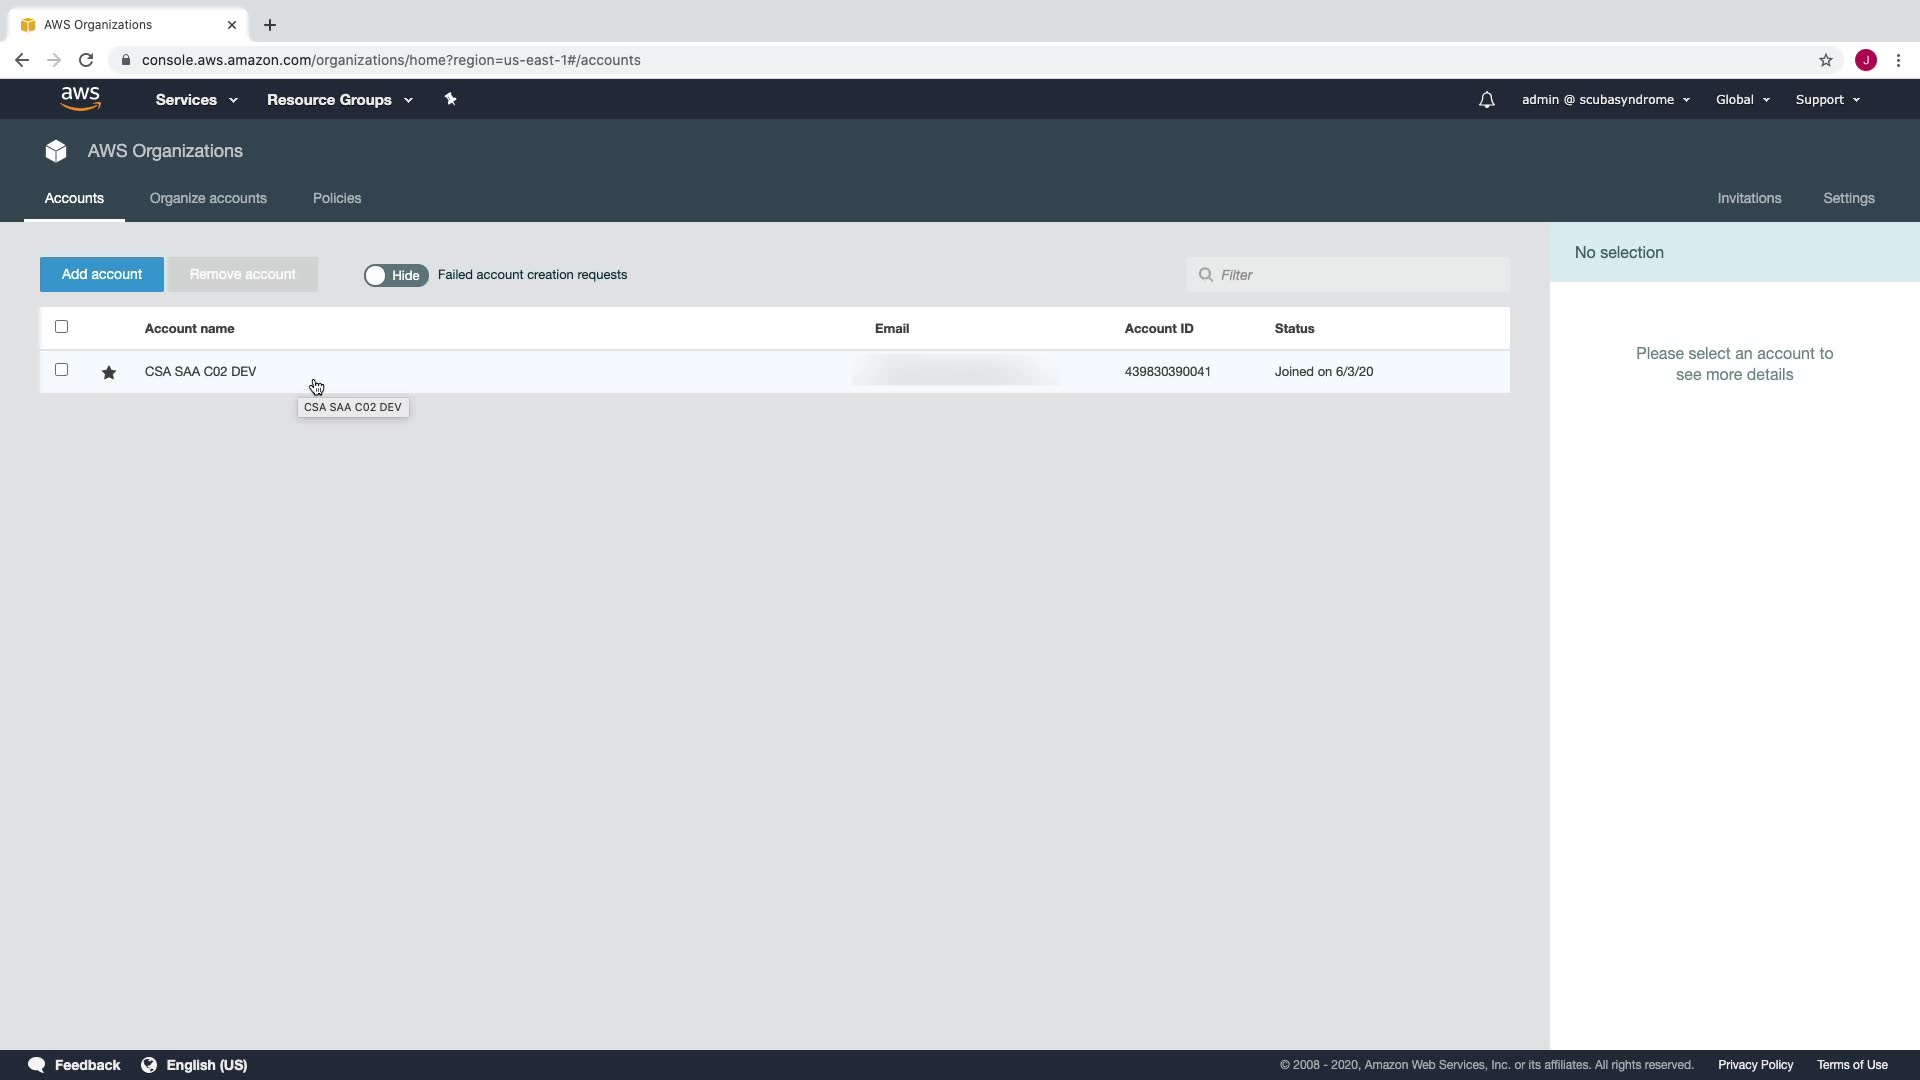 AWS Organizations
console.aws.amazon.com/organizations/home?region=us-east-1#/accounts
J
aws Services Resource Groups admin @ scubasyndrome Global Support
AWS Organizations
Accounts Organize accounts Policies Invitations Settings
Add account Remove account Hide Failed account creation requests Filter
No selection
Account name Email Account ID Status
CSA SAA C02 DEV 439830390041 Joined on 6/3/20
CSA SAA C02 DEV
Please select an account to
see more details
Feedback English (US) © 2008 - 2020, Amazon Web Services, Inc. or its affiliates. All rights reserved. Privacy Policy Terms of Use